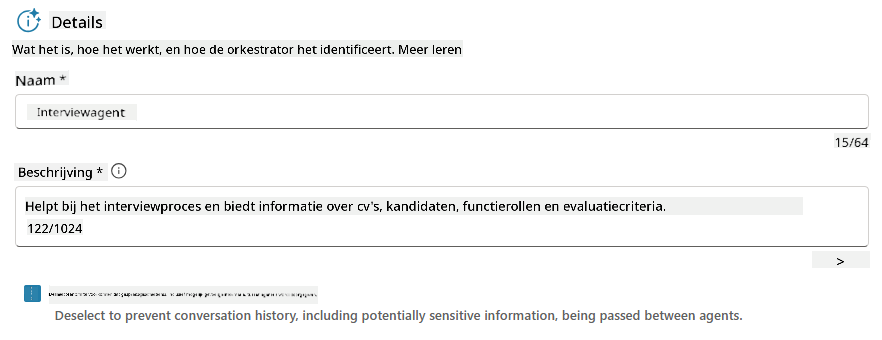 Details
Wat het is, hoe het werkt, en hoe de orkestrator het identificeert. Meer leren
Naam *
Interviewagent
15/64
Beschrijving *
Helpt bij het interviewproces en biedt informatie over cv's, kandidaten, functierollen en evaluatiecriteria.
122/1024
>
Deselect to prevent conversation history, including potentially sensitive information, being passed between agents.